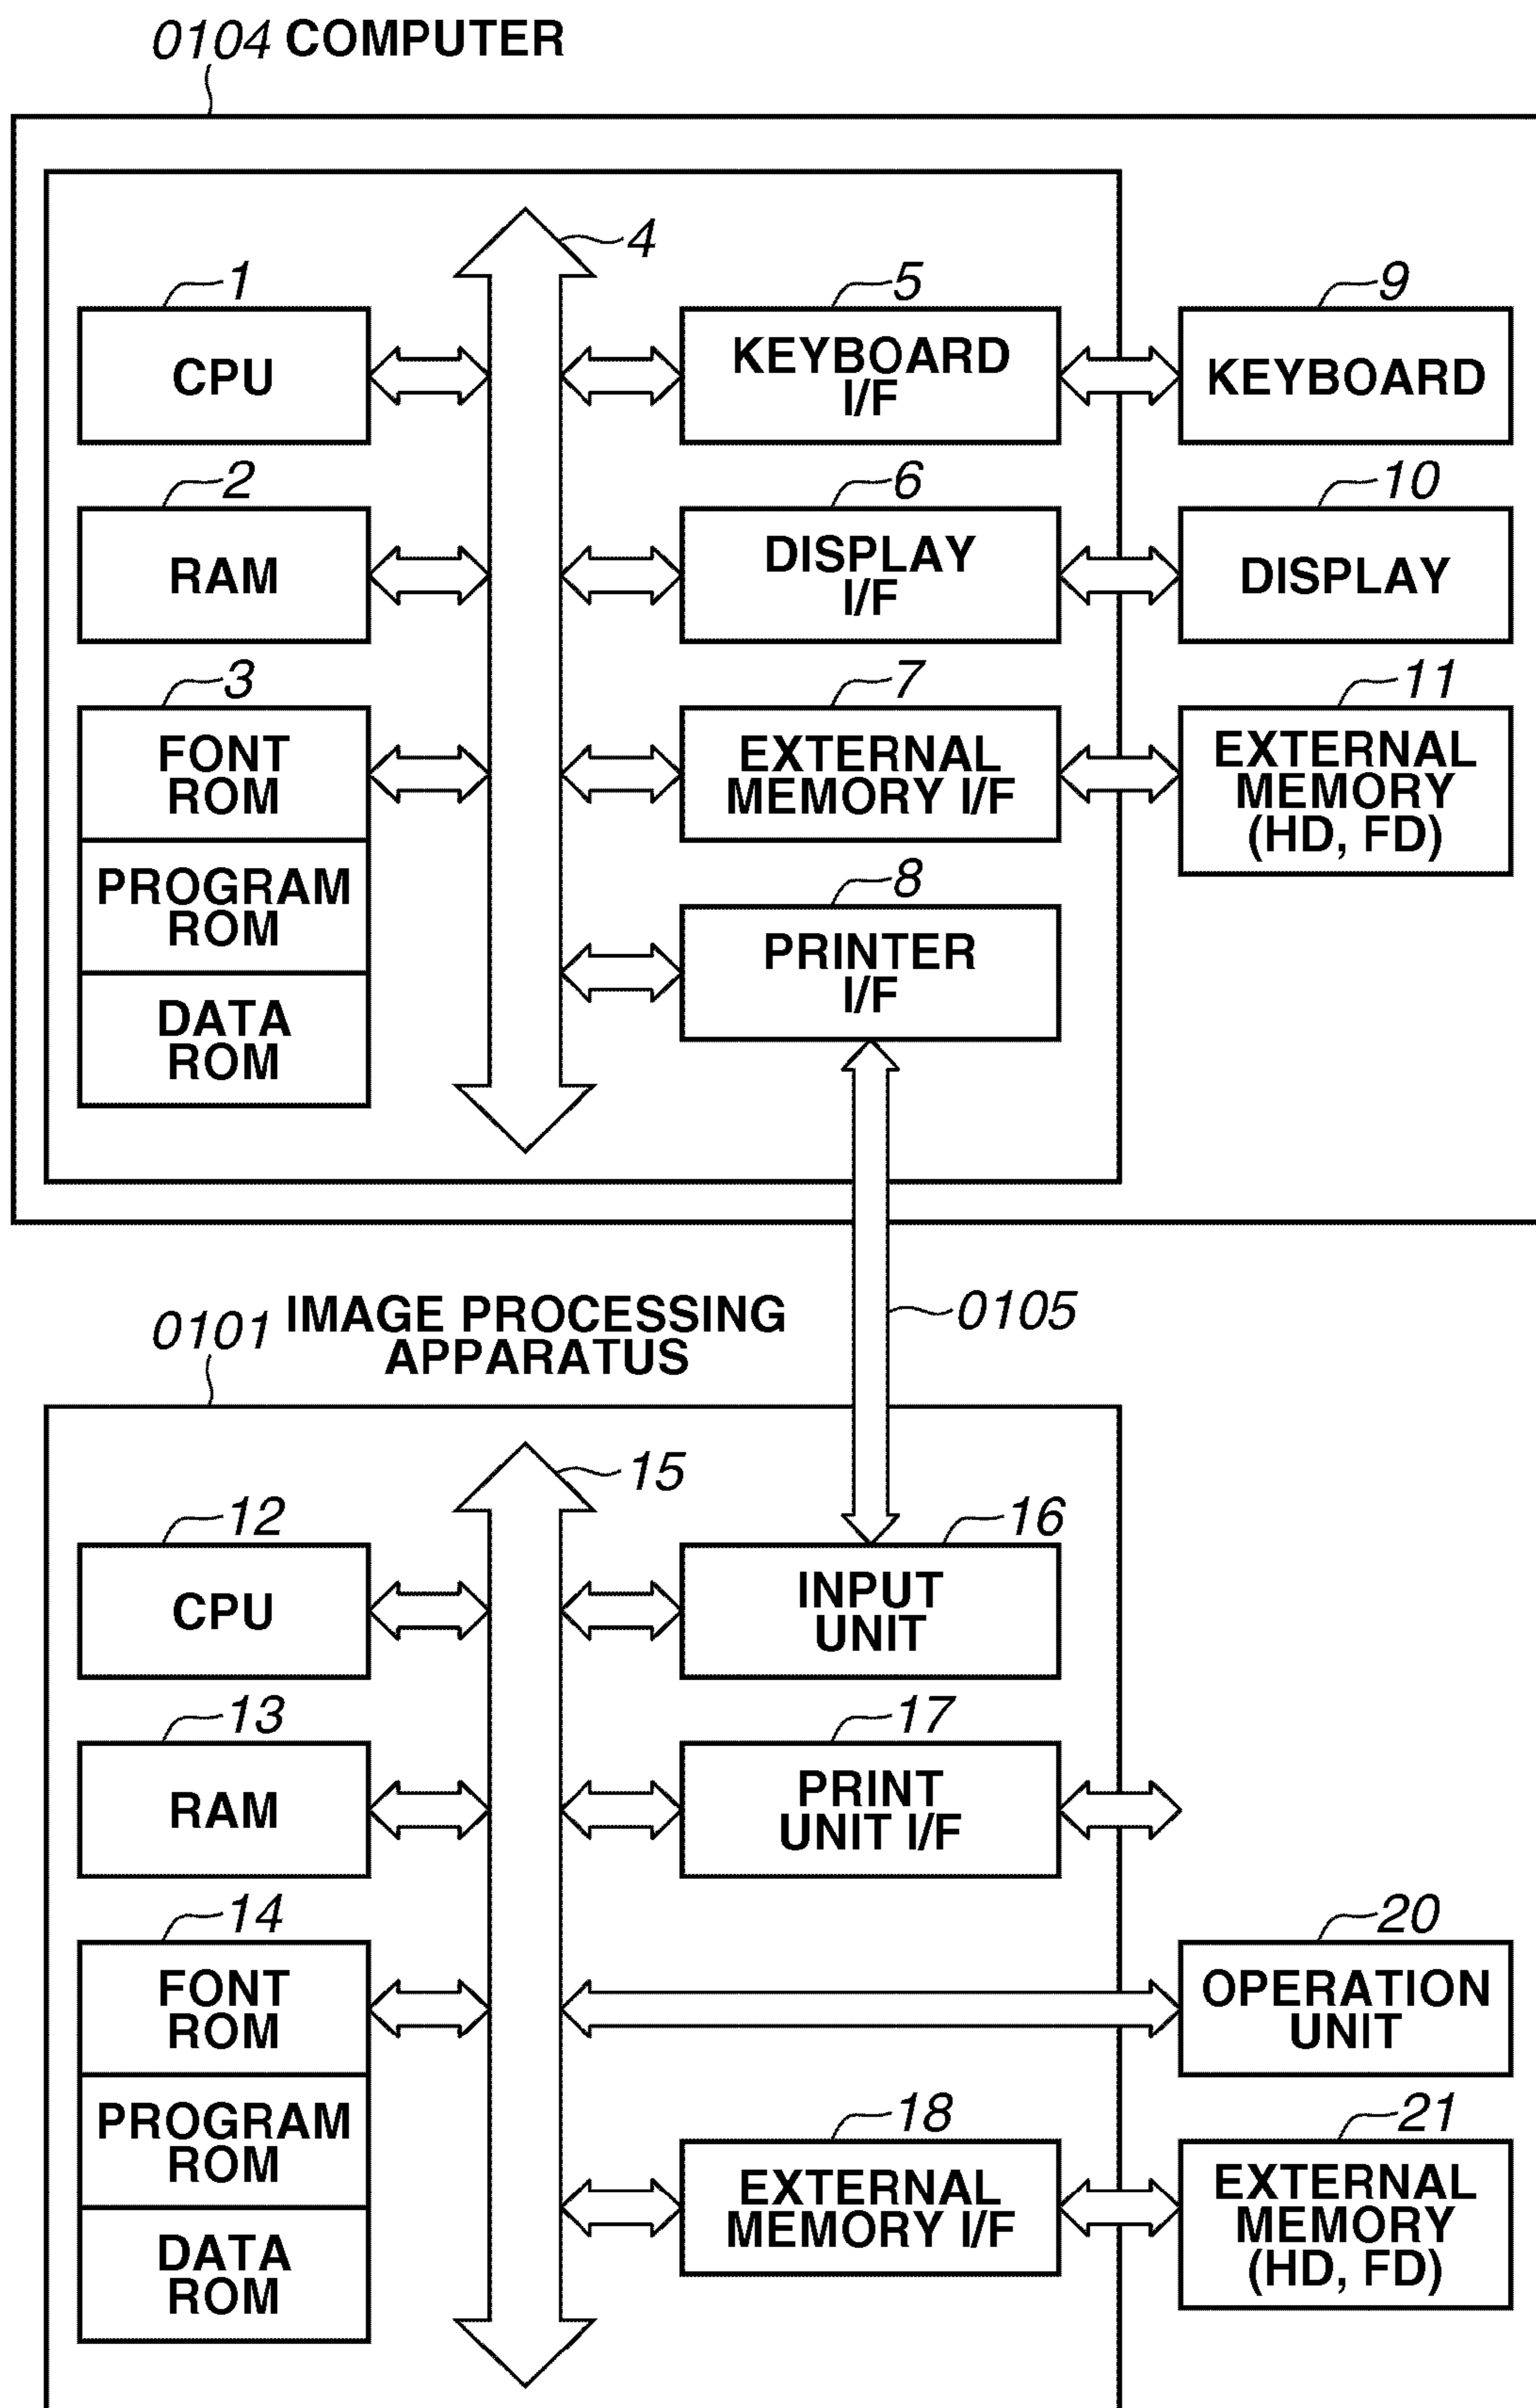 0104 COMPUTER
4
1
5
9
CPU
KEYBOARD
I/F
KEYBOARD
2
6
10
RAM
DISPLAY
I/F
DISPLAY
3
7
11
FONT
ROM
EXTERNAL
MEMORY I/F
EXTERNAL
MEMORY
(HD, FD)
PROGRAM
ROM
8
PRINTER
I/F
DATA
ROM
0101 IMAGE PROCESSING
APPARATUS
0105
15
12
16
CPU
INPUT
UNIT
13
17
RAM
PRINT
UNIT I/F
14
20
FONT
ROM
OPERATION
UNIT
PROGRAM
ROM
18
21
EXTERNAL
MEMORY I/F
EXTERNAL
MEMORY
(HD, FD)
DATA
ROM